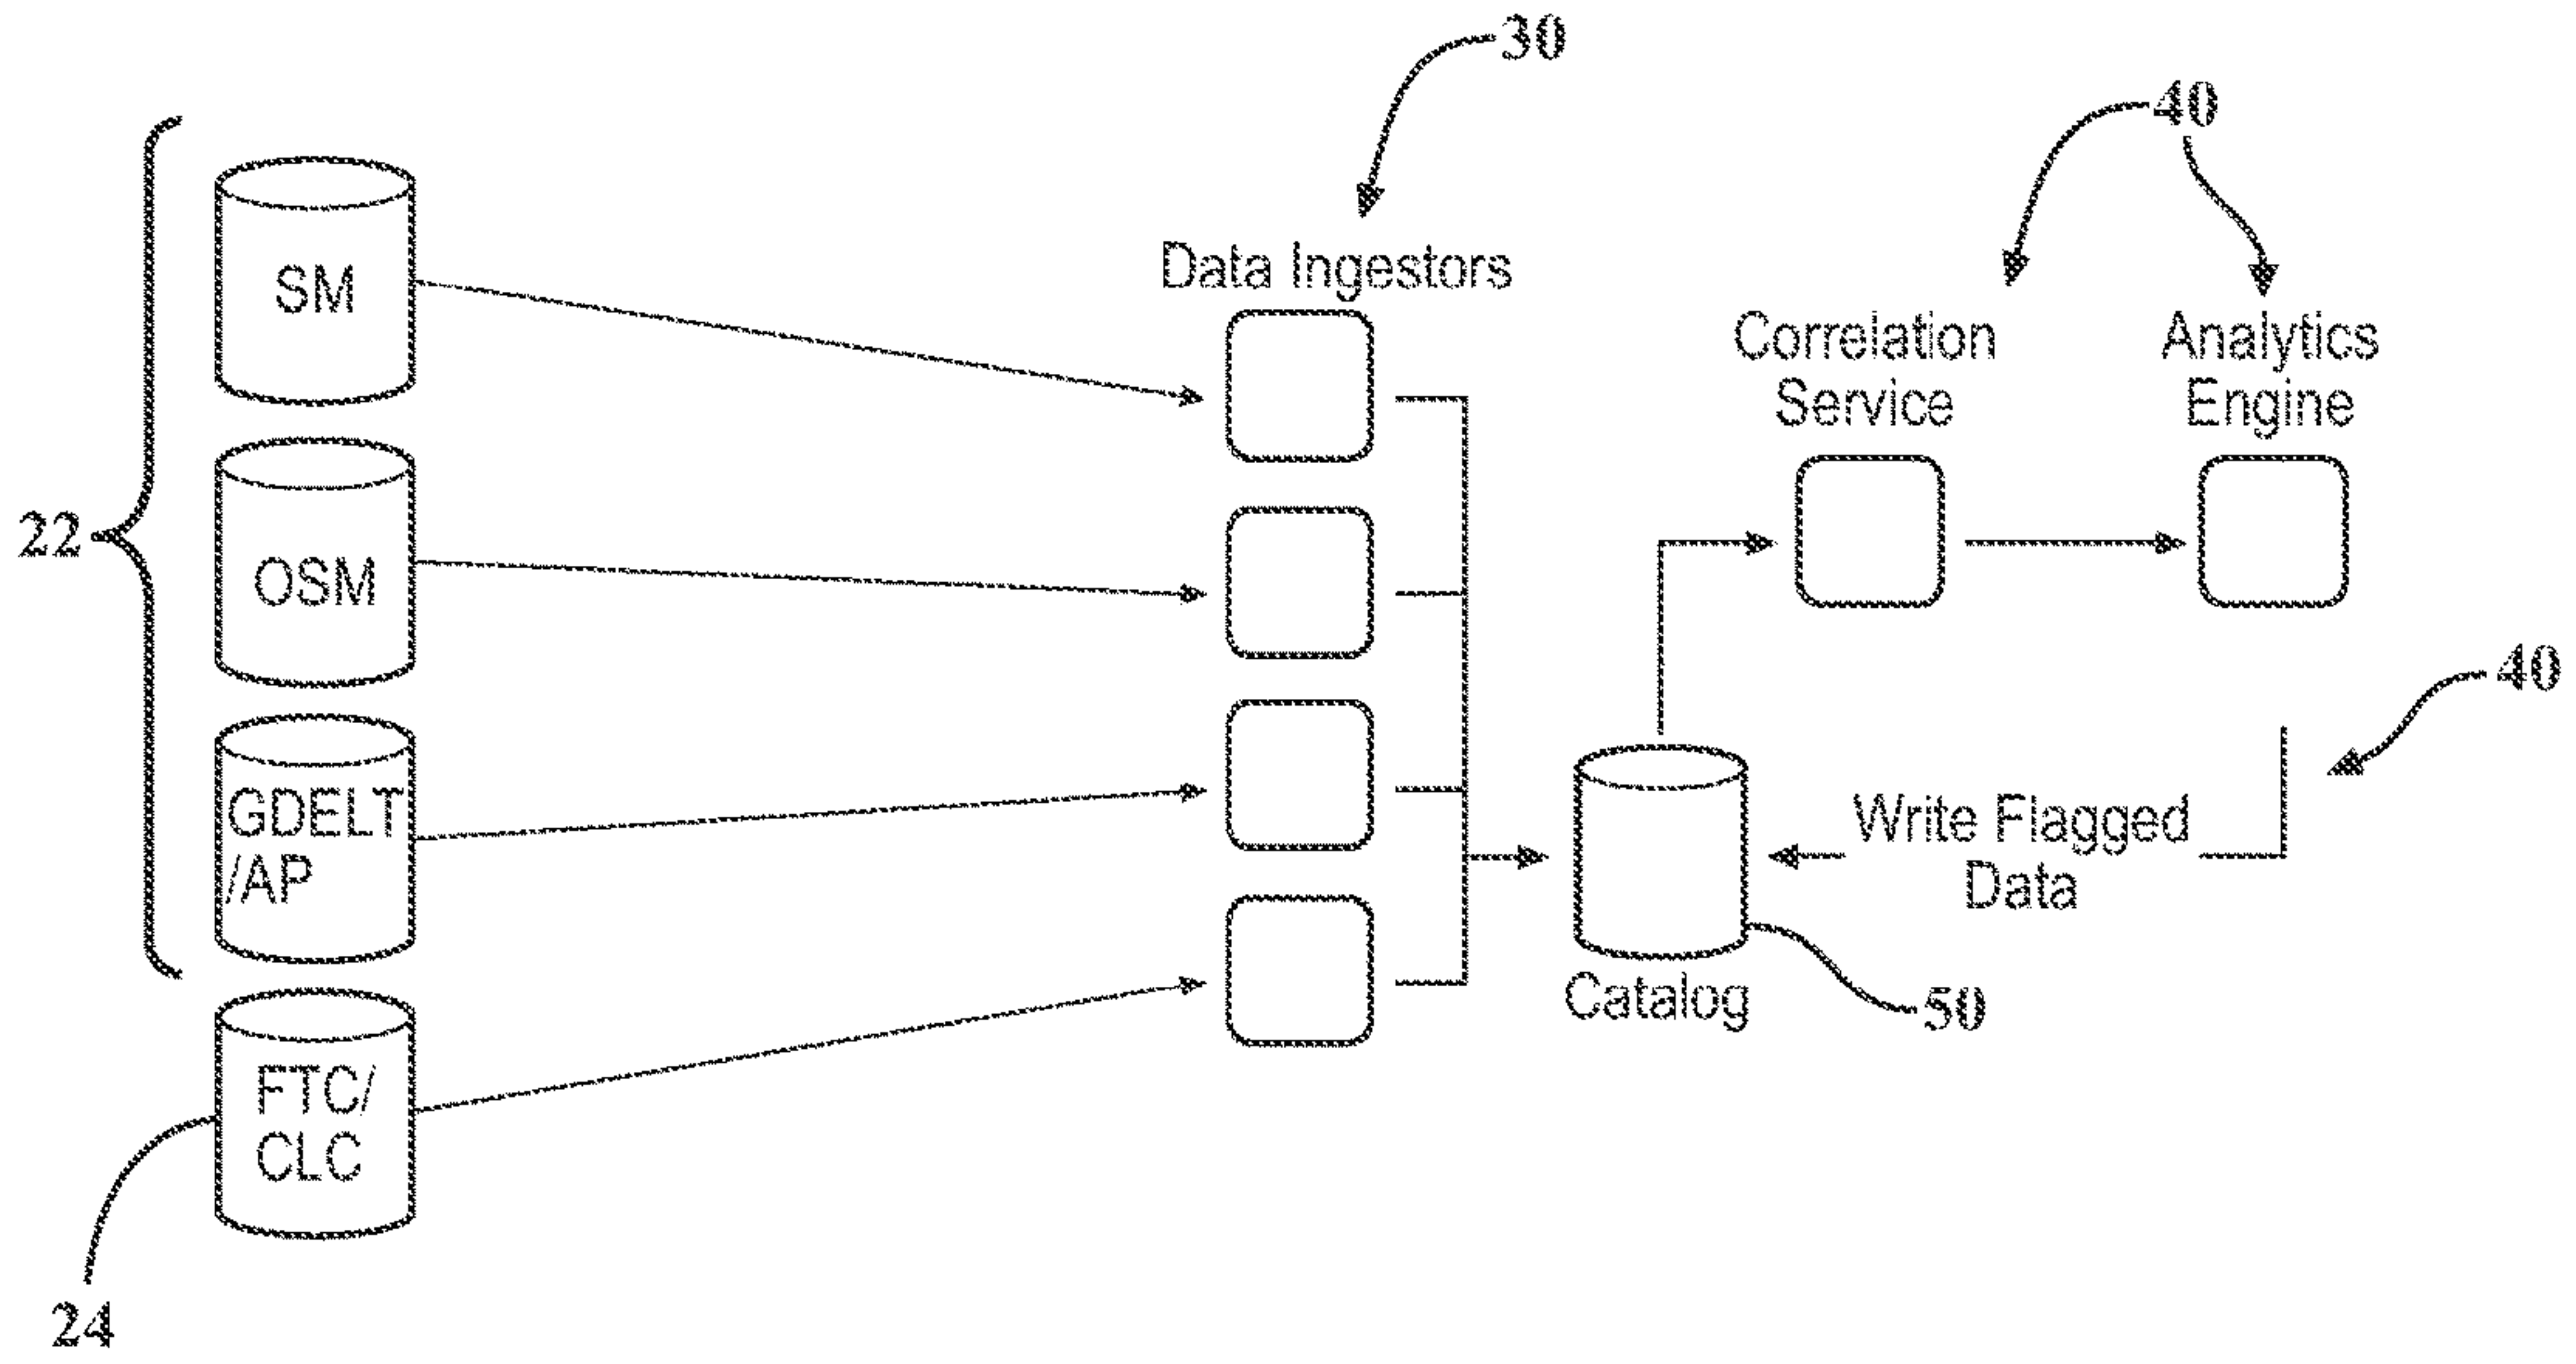 30
40
22
SM
OSM
GDELT
/AP
FTC/
CLC
24
Data Ingestors
Correlation
Service
Analytics
Engine
40
Write Flagged
Data
Catalog
50